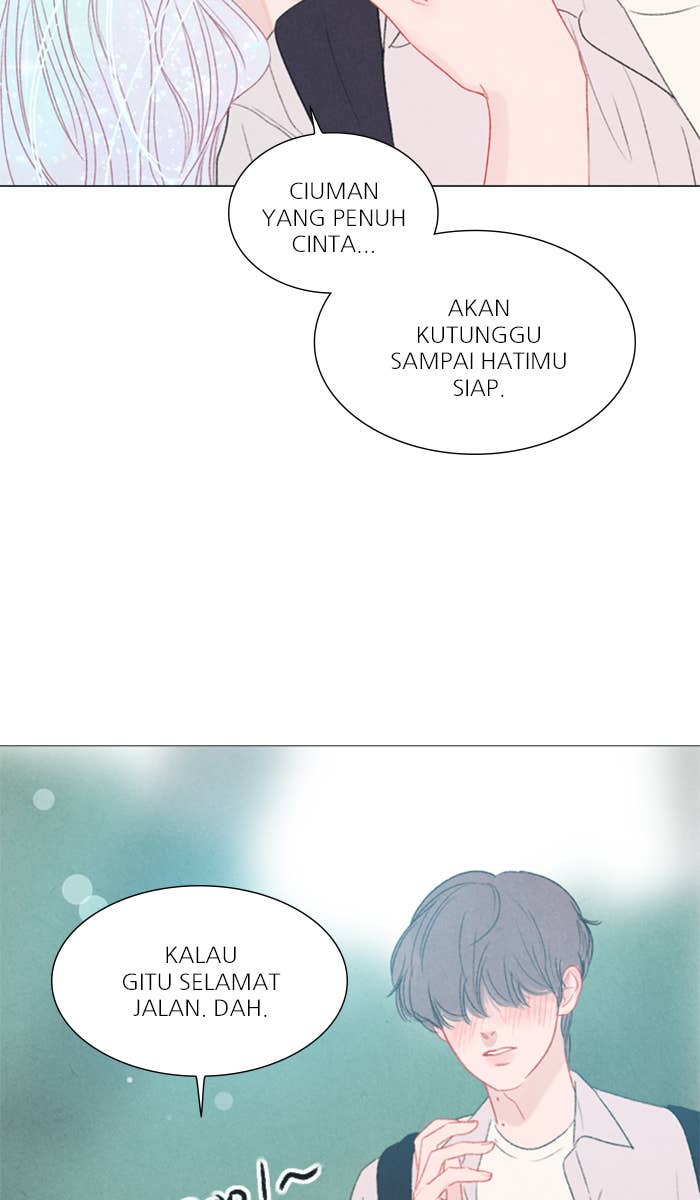 CIUMAN
YANG PENUH
CINTA...
AKAN
KUTUNGGU
SAMPAI HATIMU
SIAP.
KALAU
GITU SELAMAT
JALAN. DAH.